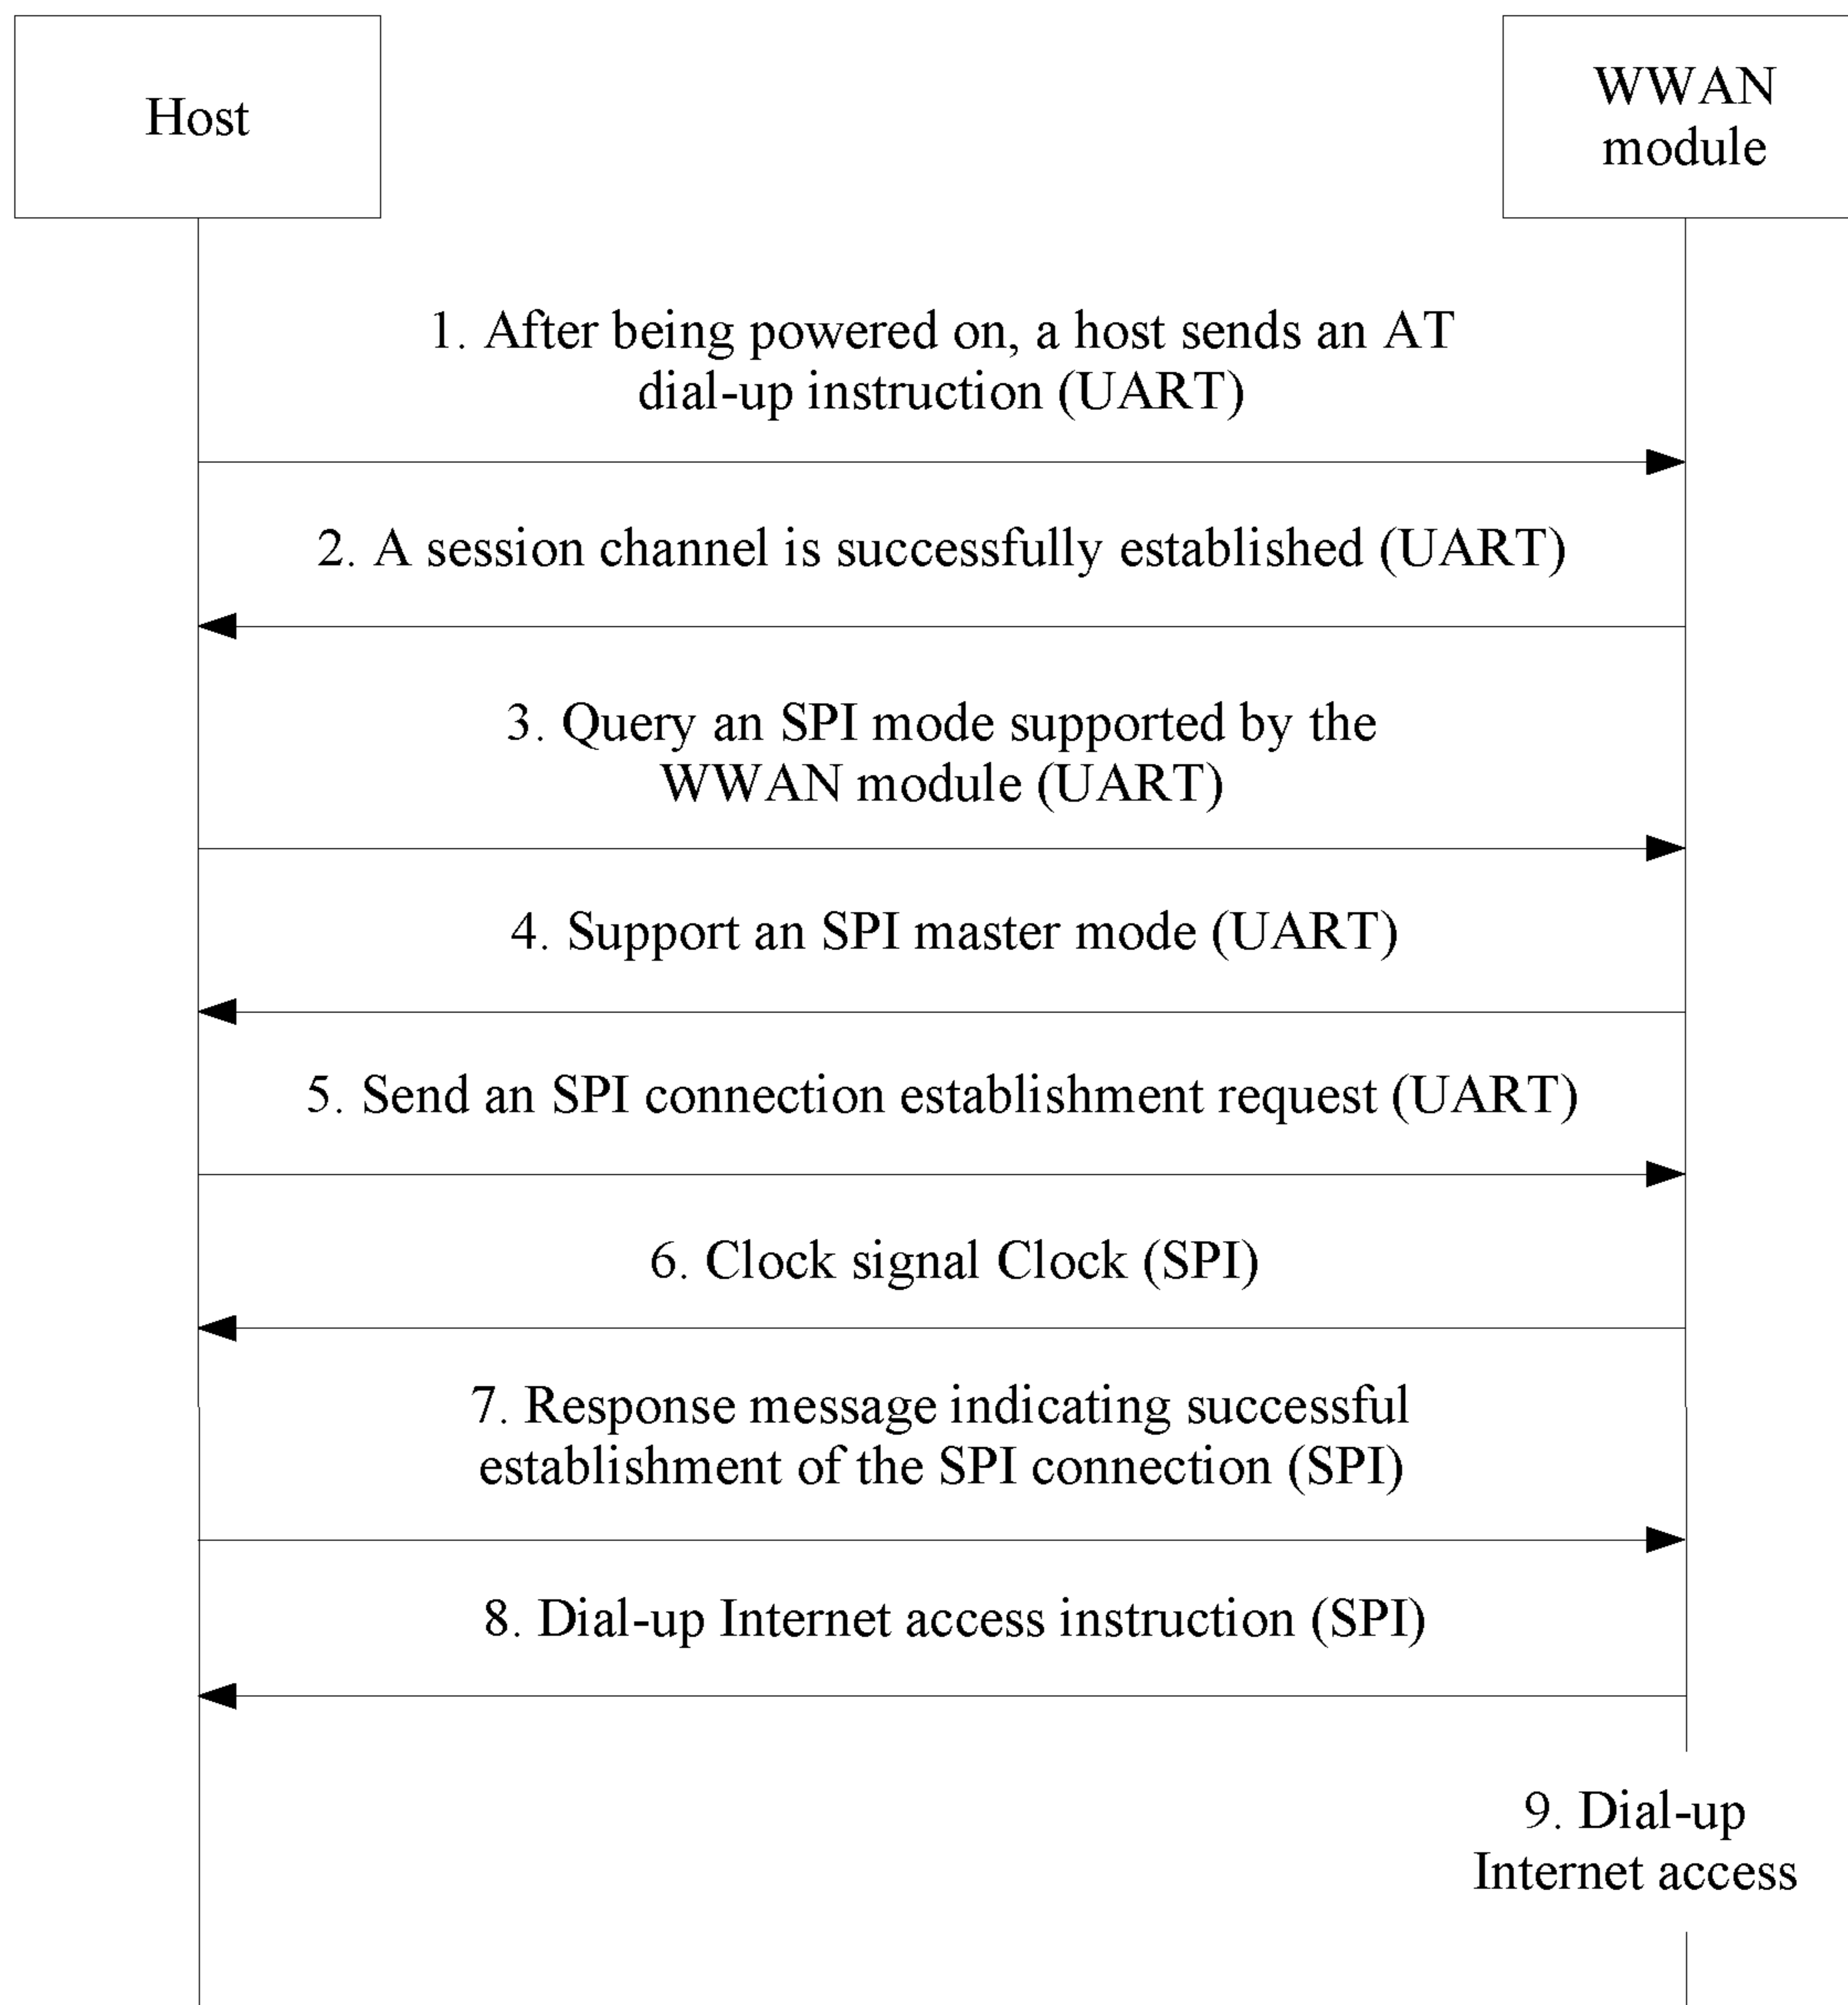 Host
WWAN
module
1. After being powered on, a host sends an AT
dial-up instruction (UART)
2. A session channel is successfully established (UART)
3. Query an SPI mode supported by the
WWAN module (UART)
4. Support an SPI master mode (UART)
5. Send an SPI connection establishment request (UART)
6. Clock signal Clock (SPI)
7. Response message indicating successful
establishment of the SPI connection (SPI)
8. Dial-up Internet access instruction (SPI)
9. Dial-up
Internet access